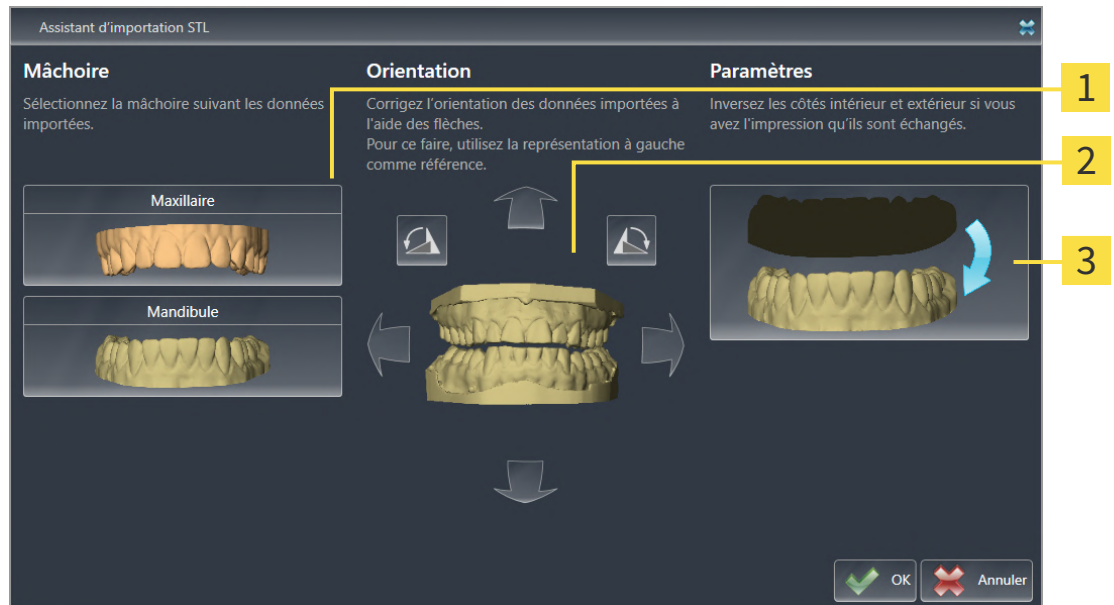 Assistant d'importation STL
Mâchoire
Sélectionnez la mâchoire suivant les données
importées.
Maxillaire
Mandibule
Orientation
Corrigez l'orientation des données importées à
l'aide des flèches.
Pour ce faire, utilisez la représentation à gauche
comme référence.
Paramètres
Inversez les côtés intérieur et extérieur si vous
avez l'impression qu'ils sont échangés.
1
2
3
OK
Annuler